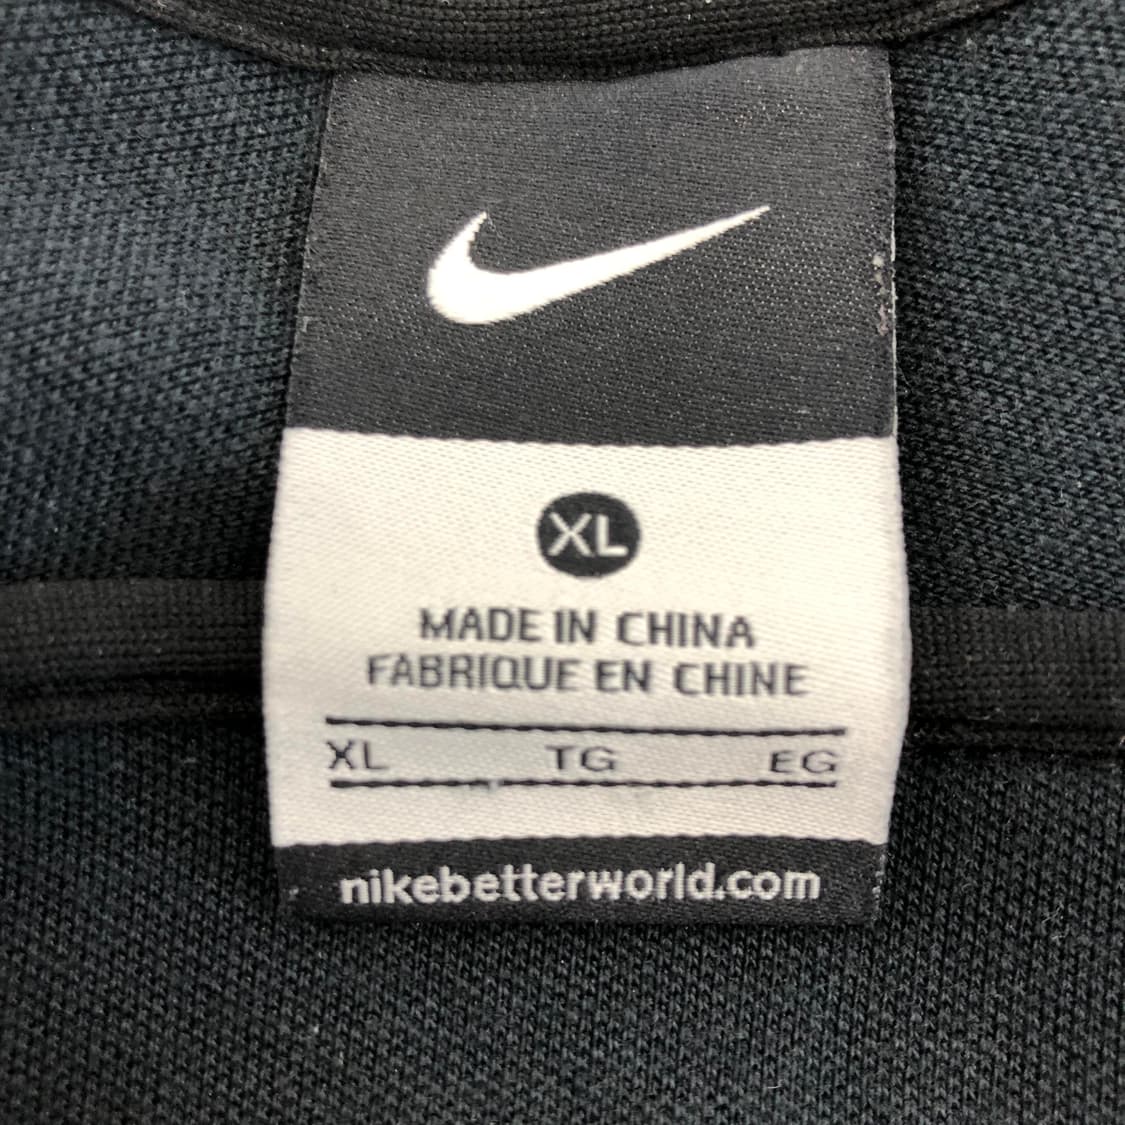 XL
MADE IN CHINA
FABRIQUE EN CHINE
XL TG EG
nikebetterworld.com